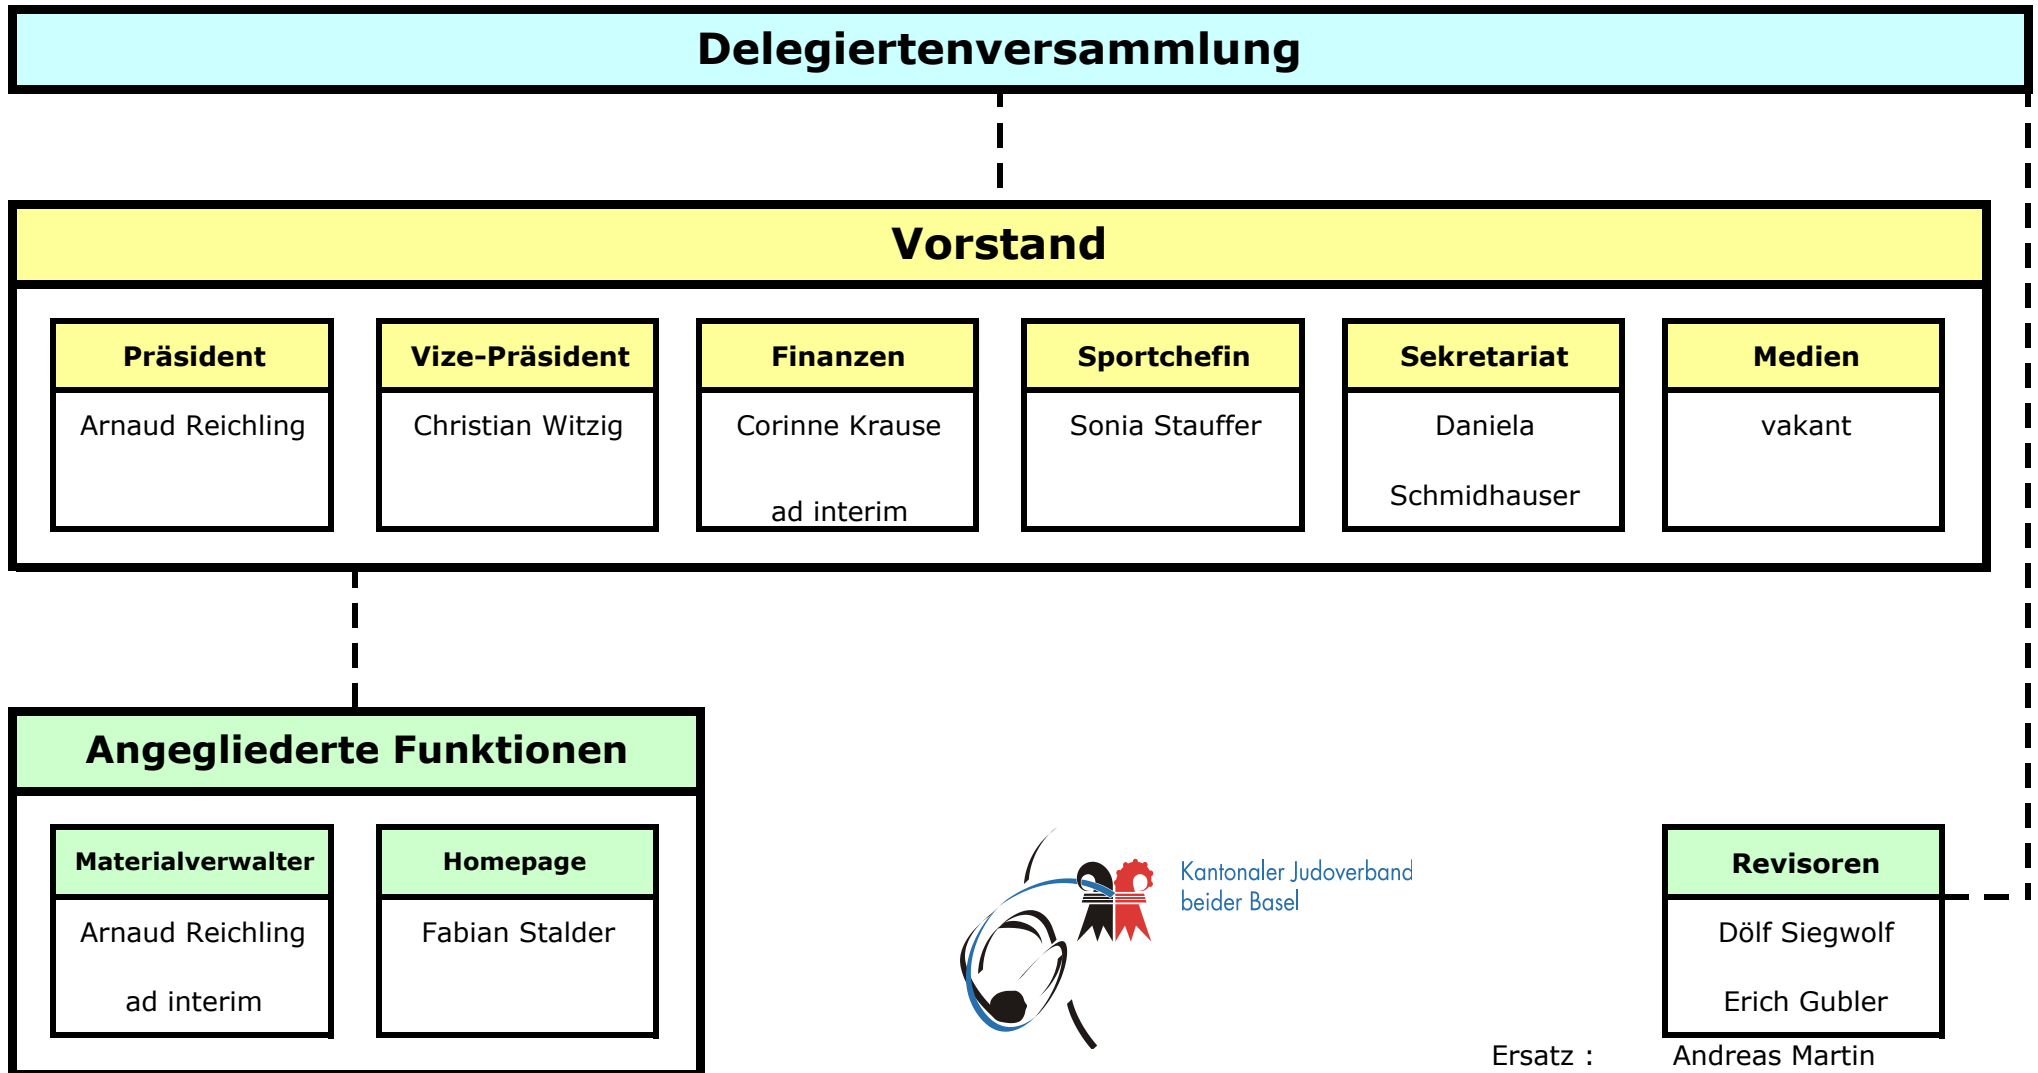 Delegiertenversammlung
Vorstand
Präsident
Arnaud Reichling
Vize-Präsident
Christian Witzig
Finanzen
Corinne Krause
ad interim
Sportchefin
Sonia Stauffer
Sekretariat
Daniela
Schmidhauser
Medien
vakant
Angegliederte Funktionen
Materialverwalter
Arnaud Reichling
ad interim
Homepage
Fabian Stalder
Kantonaler Judoverband
beider Basel
Revisoren
Dölf Siegwolf
Erich Gubler
Ersatz : Andreas Martin